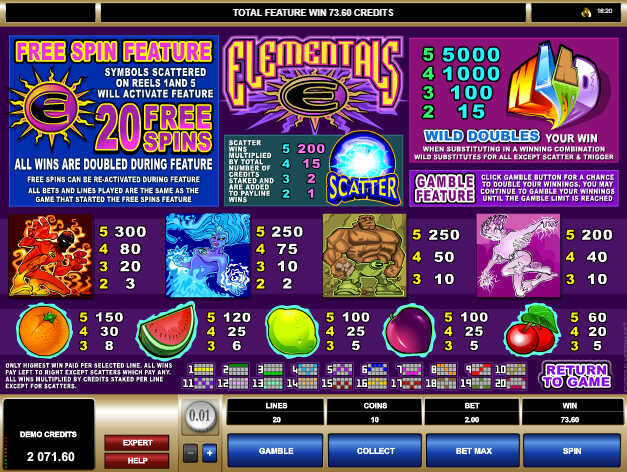 TOTAL FEATURE WIN 73.60 CREDITS
18:20
FREE SPIN FEATURE
SYMBOLS SCATTERED
ON REELS 1AND 5
WILL ACTIVATE FEATURE
E
20 FREE
SPINS
ALL WINS ARE DOUBLED DURING FEATURE
FREE SPINS CAN BE RE-ACTIVATED DURING FEATURE
ALL BETS AND LINES PLAYED ARE THE SAME AS THE
GAME THAT STARTED THE FREE SPINS FEATURE
ELEMENTALS
E
SCATTER
WINS
MULTIPLIED
BY TOTAL
NUMBER OF
CREDITS
STAKED AND
ARE ADDED
TO PAYLINE
WINS
5 200
4 15
3 2
2 1
SCATTER
5 5000
4 1000
3 100
2 15
WILD
WILD DOUBLES YOUR WIN
WHEN SUBSTITUTING IN A WINNING COMBINATION
WILD SUBSTITUTES FOR ALL EXCEPT SCATTER & TRIGGER
GAMBLE
FEATURE
CLICK GAMBLE BUTTON FOR A CHANCE
TO DOUBLE YOUR WINNINGS. YOU MAY
CONTINUE TO GAMBLE YOUR WINNINGS
UNTIL THE GAMBLE LIMIT IS REACHED
5 300
4 80
3 20
2 3
5 250
4 75
3 10
2 2
5 250
4 50
3 10
5 200
4 40
3 10
5 150
4 30
3 8
5 120
4 25
3 6
5 100
4 25
3 5
5 100
4 25
3 5
5 60
4 20
3 5
ONLY HIGHEST WIN PAID PER SELECTED LINE. ALL WINS
PAY LEFT TO RIGHT EXCEPT SCATTERS WHICH PAY ANY.
ALL WINS MULTIPLIED BY CREDITS STAKED PER LINE
EXCEPT FOR SCATTERS.
1 2 3 4 5 6 7 8 9 10
11 12 13 14 15 16 17 18 19 20
RETURN
TO GAME
DEMO CREDITS
2 071.60
EXPERT
HELP
0.01
- +
LINES
20
COINS
10
BET
2.00
WIN
73.60
GAMBLE
COLLECT
BET MAX
SPIN